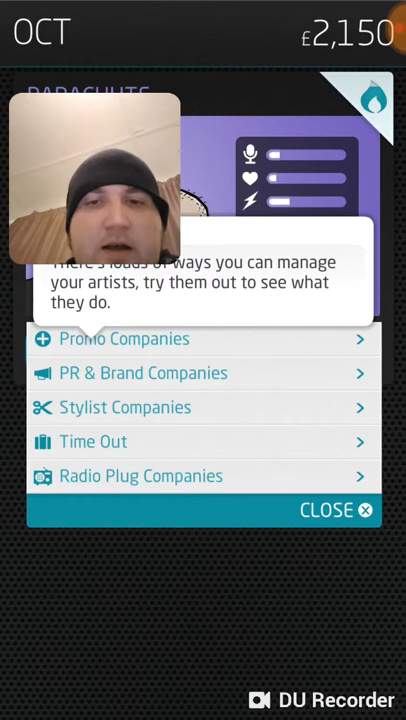 OCT
£2,150
There's loads of ways you can manage
your artists, try them out to see what
they do.
Promo Companies
PR & Brand Companies
Stylist Companies
Time Out
Radio Plug Companies
CLOSE
DU Recorder